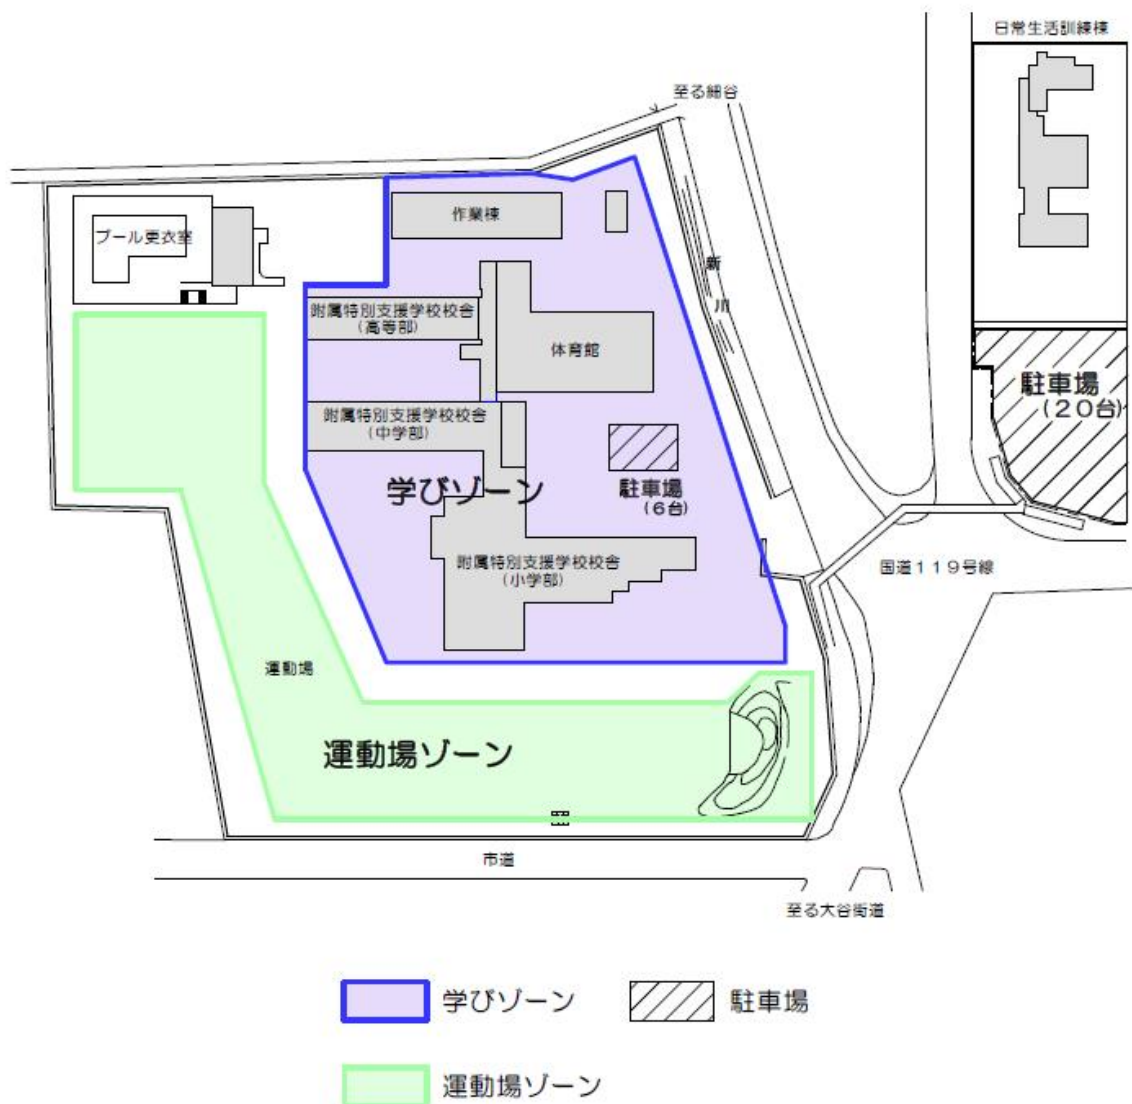 日常生活訓練棟
至る細谷
作業棟
プール更衣室
新川
附属特別支援学校校舎
(高等部)
体育館
駐車場
(20台)
附属特別支援学校校舎
(中学部)
学びゾーン
駐車場
(6台)
附属特別支援学校校舎
(小学部)
国道119号線
運動場
運動場ゾーン
市道
至る大谷街道
学びゾーン
駐車場
運動場ゾーン